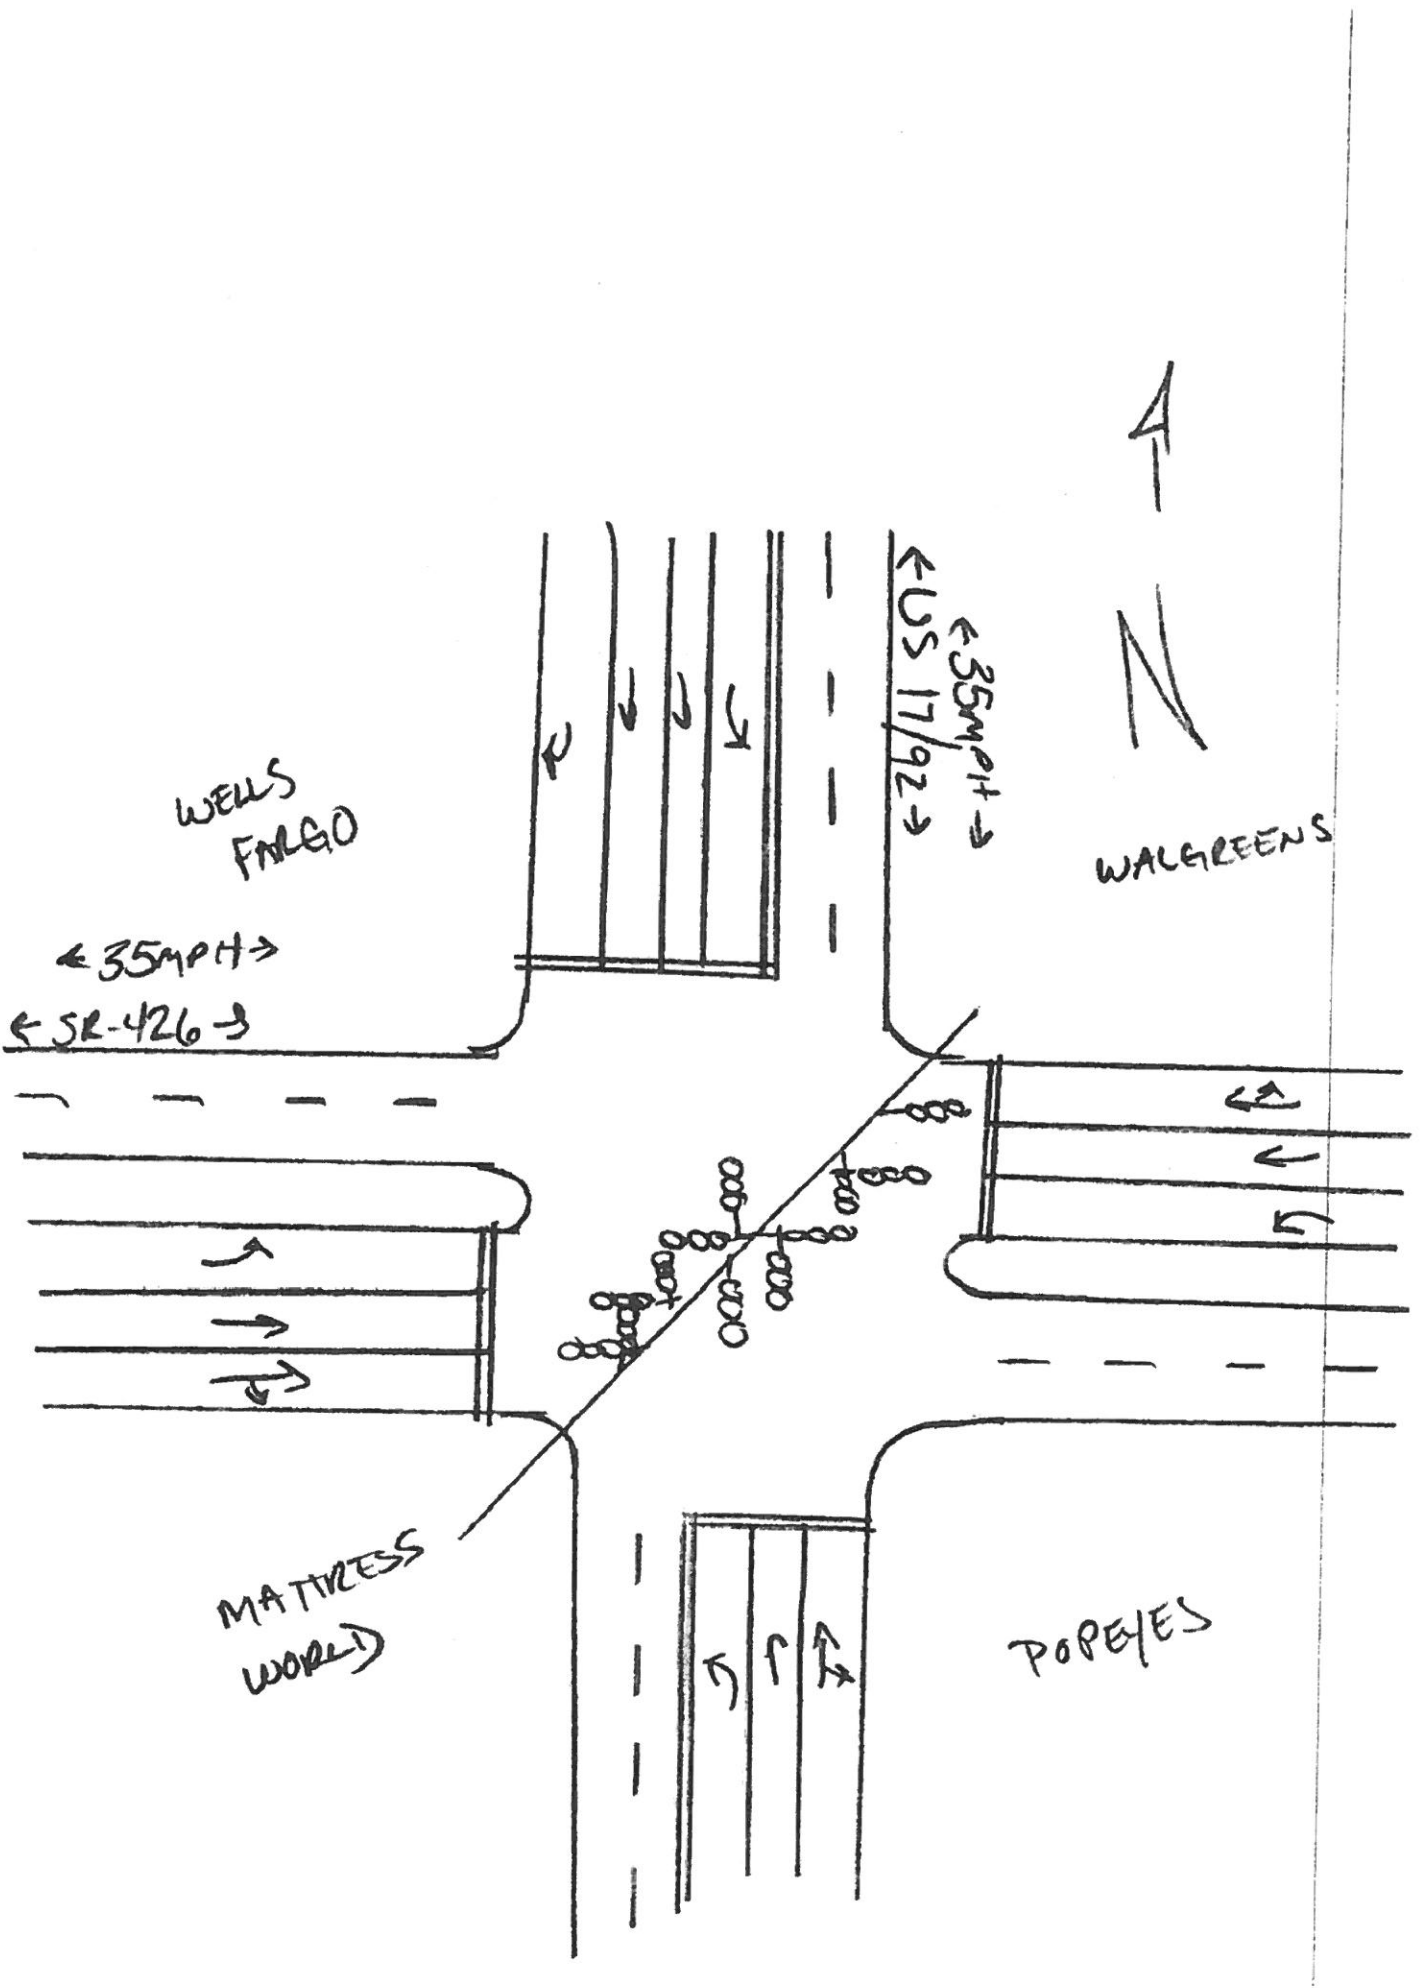 N
← US 17/92 →
← 35MPH →
WELLS
FARGO
WALGREENS
← 35MPH →
← SR-426 →
MATTRESS
WORLD
POPEYES